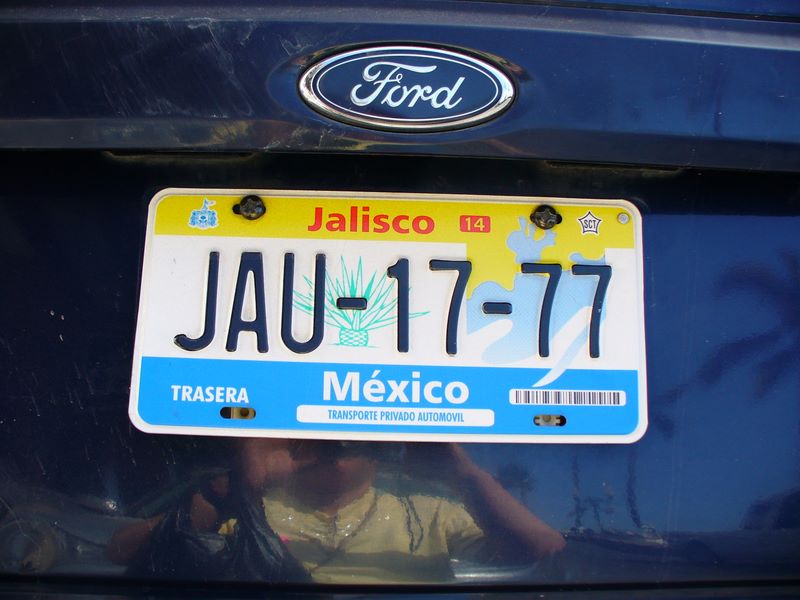 Ford
Jalisco 14 SCT
JAU-17-77
TRASERA México
TRANSPORTE PRIVADO AUTOMOVIL